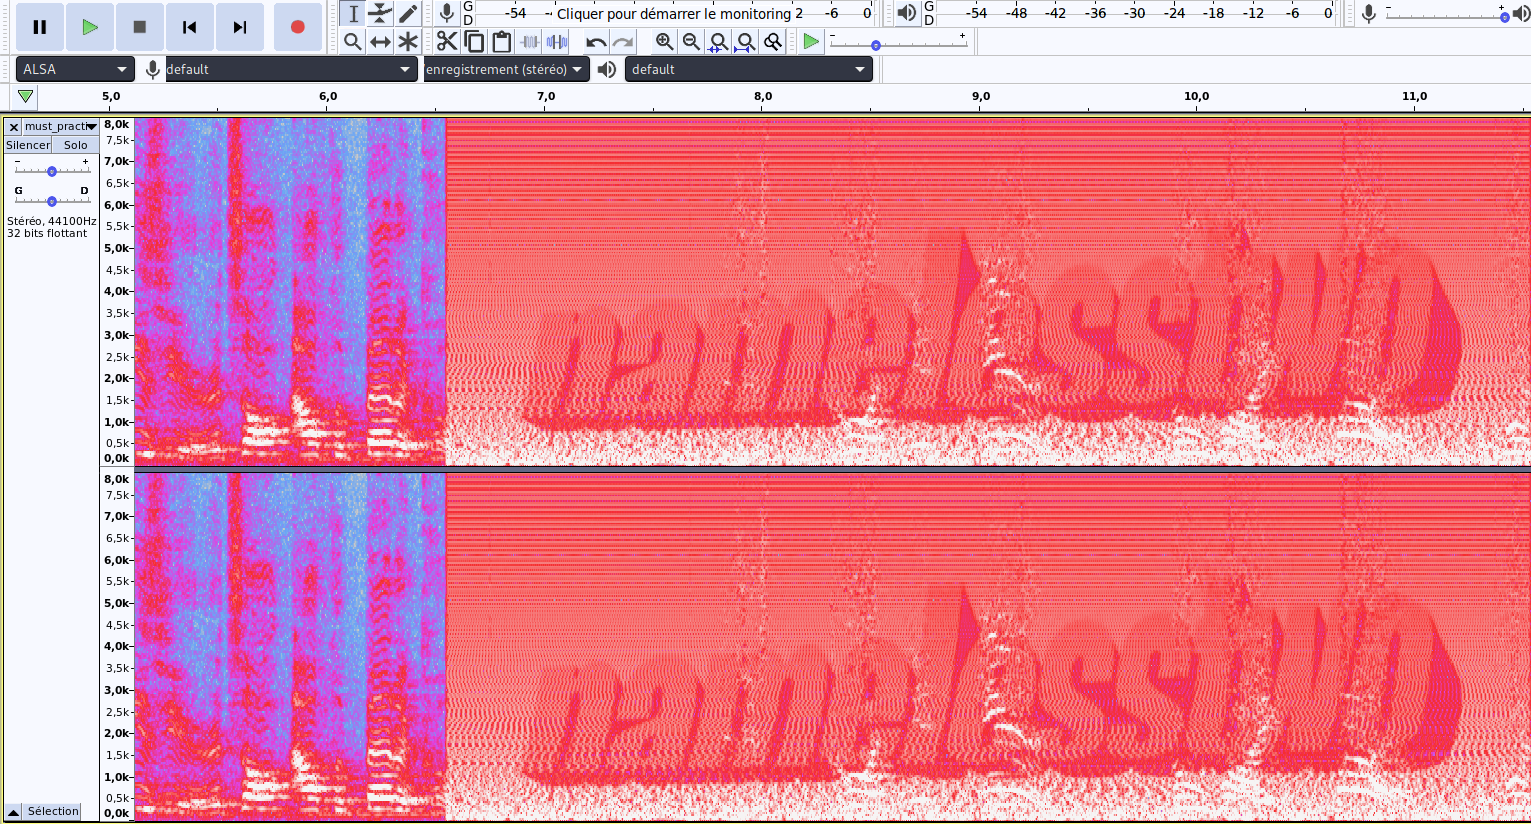 -54 - Cliquer pour démarrer le monitoring 2 -6 0
G
D
-54 -48 -42 -36 -30 -24 -18 -12 -6 0
G
D
- +
- +
ALSA default enregistrement (stéréo) default
5,0 6,0 7,0 8,0 9,0 10,0 11,0
must_practi
Silencer Solo
- +
G D
Stéréo, 44100Hz
32 bits flottant
8,0k
7,5k
7,0k
6,5k
6,0k
5,5k
5,0k
4,5k
4,0k
3,5k
3,0k
2,5k
2,0k
1,5k
1,0k
0,5k
0,0k
8,0k
7,5k
7,0k
6,5k
6,0k
5,5k
5,0k
4,5k
4,0k
3,5k
3,0k
2,5k
2,0k
1,5k
1,0k
0,5k
0,0k
Sélection